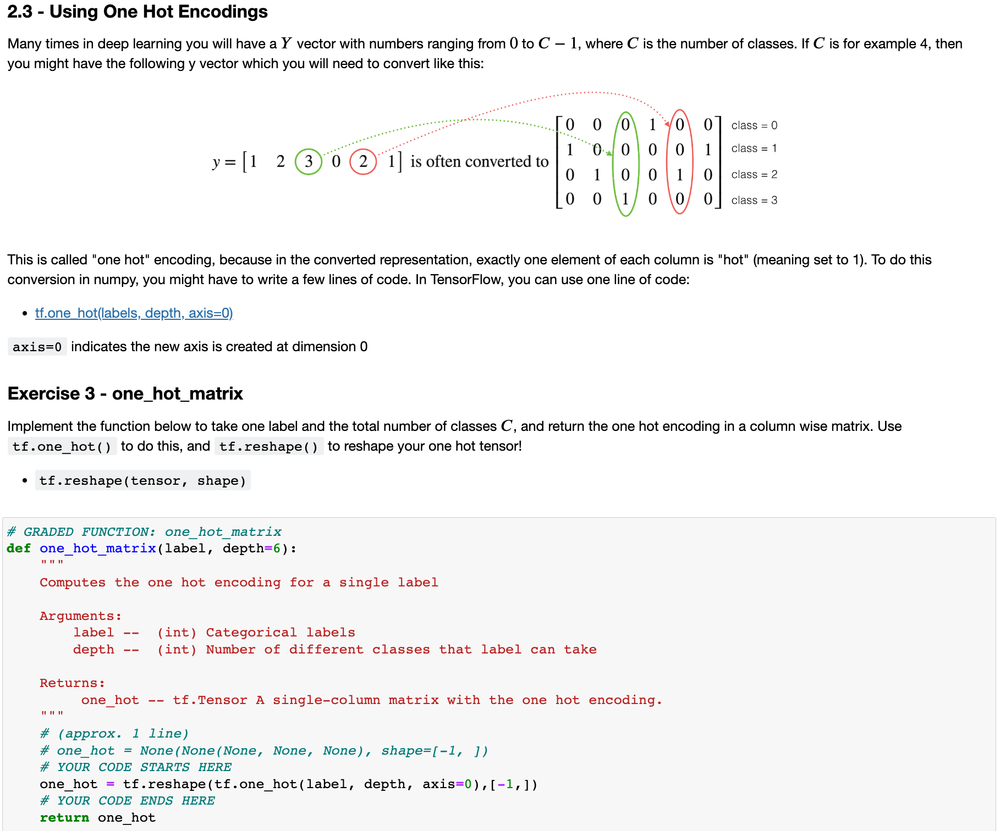 2.3 - Using One Hot Encodings
Many times in deep learning you will have a Y vector with numbers ranging from 0 to C − 1, where C is the number of classes. If C is for example 4, then
you might have the following y vector which you will need to convert like this:
y = [1 2 3 0 2 1] is often converted to
0 0 0 1 0 0 class = 0
1 0 0 0 0 1 class = 1
0 1 0 0 1 0 class = 2
0 0 1 0 0 0 class = 3
This is called "one hot" encoding, because in the converted representation, exactly one element of each column is "hot" (meaning set to 1). To do this
conversion in numpy, you might have to write a few lines of code. In TensorFlow, you can use one line of code:
• tf.one_hot(labels, depth, axis=0)
axis=0 indicates the new axis is created at dimension 0
Exercise 3 - one_hot_matrix
Implement the function below to take one label and the total number of classes C, and return the one hot encoding in a column wise matrix. Use
tf.one_hot() to do this, and tf.reshape() to reshape your one hot tensor!
• tf.reshape(tensor, shape)
# GRADED FUNCTION: one_hot_matrix
def one_hot_matrix(label, depth=6):
    """
    Computes the one hot encoding for a single label
    Arguments:
        label --  (int) Categorical labels
        depth --  (int) Number of different classes that label can take
    Returns:
         one_hot -- tf.Tensor A single-column matrix with the one hot encoding.
    """
    # (approx. 1 line)
    # one_hot = None(None(None, None, None), shape=[-1, ])
    # YOUR CODE STARTS HERE
    one_hot = tf.reshape(tf.one_hot(label, depth, axis=0),[-1,])
    # YOUR CODE ENDS HERE
    return one_hot